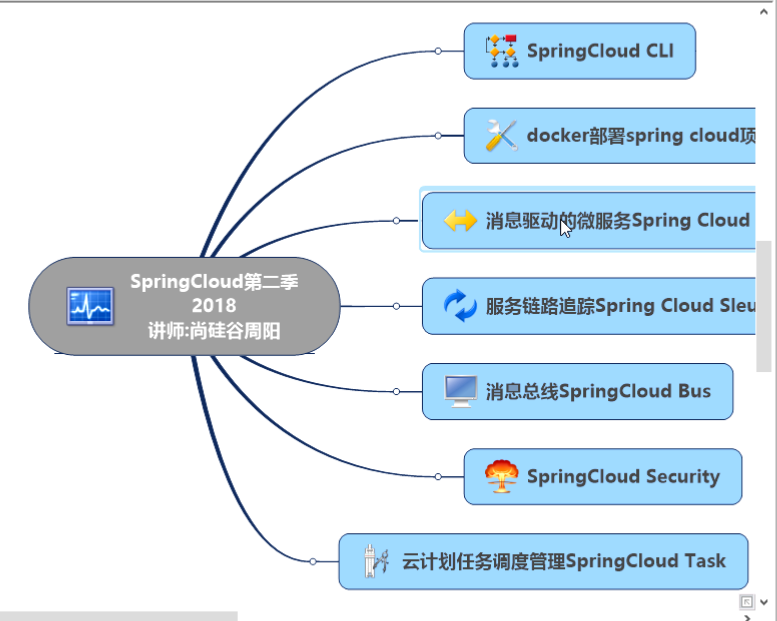 SpringCloud CLI
docker部署spring cloud项
消息驱动的微服务Spring Cloud
服务链路追踪Spring Cloud Sleu
SpringCloud第二季
2018
讲师:尚硅谷周阳
消息总线SpringCloud Bus
SpringCloud Security
云计划任务调度管理SpringCloud Task